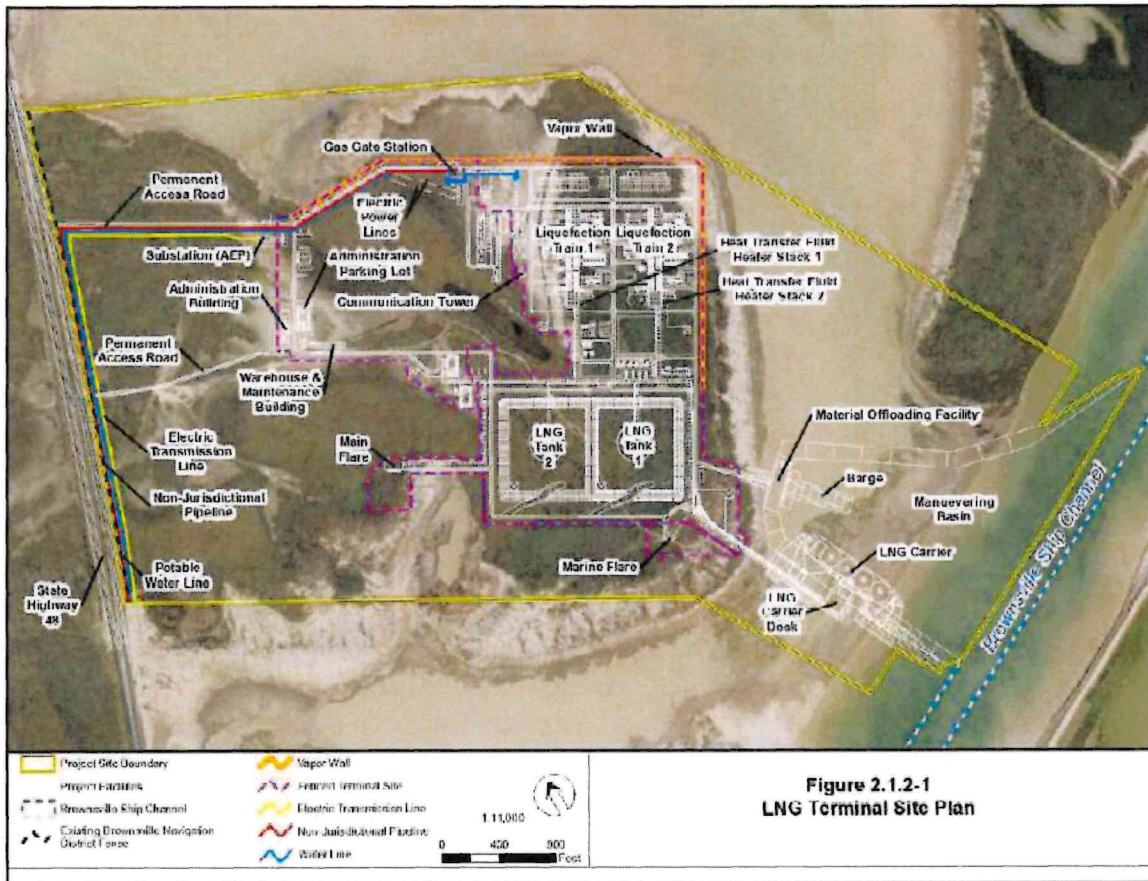 Vapor Wall
Gas Gate Station
Permanent
Access Road
Electric
Power
Lines
Liquefaction
Train 1
Liquefaction
Train 2
Substation (AEP)
Administration
Parking Lot
Heat Transfer Fluid
Heater Stack 1
Administration
Building
Communication Tower
Heat Transfer Fluid
Heater Stack 2
Permanent
Access Road
Warehouse &
Maintenance
Building
Material Offloading Facility
Electric
Transmission
Line
Main
Flare
LNG
Tank
2
LNG
Tank
1
Barge
Non-Jurisdictional
Pipeline
Manuevering
Basin
LNG Carrier
Potable
Water Line
Marine Flare
State
Highway
48
LNG
Carrier
Dock
Brownsville Ship Channel
Project Site Boundary
Project Facilities
Brownsville Ship Channel
Existing Brownsville Navigation
District Fence
Vapor Wall
Fenced Terminal Site
Electric Transmission Line
Non-Jurisdictional Pipeline
Water Line
1:11,000
0 400 800
Feet
Figure 2.1.2-1
LNG Terminal Site Plan